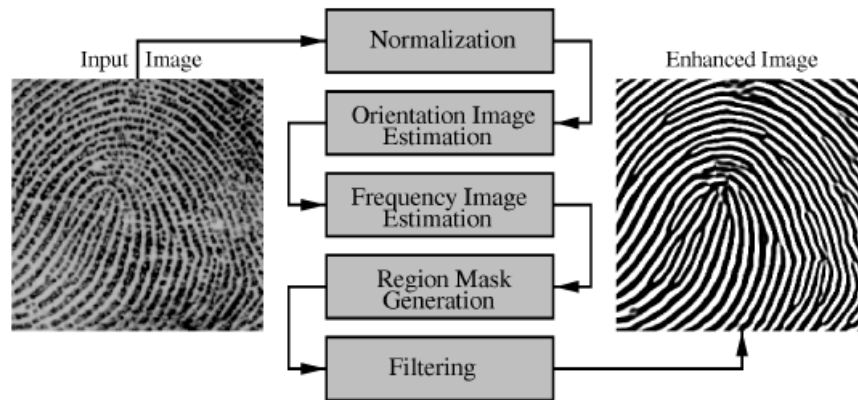 Input Image
Normalization
Enhanced Image
Orientation Image
Estimation
Frequency Image
Estimation
Region Mask
Generation
Filtering